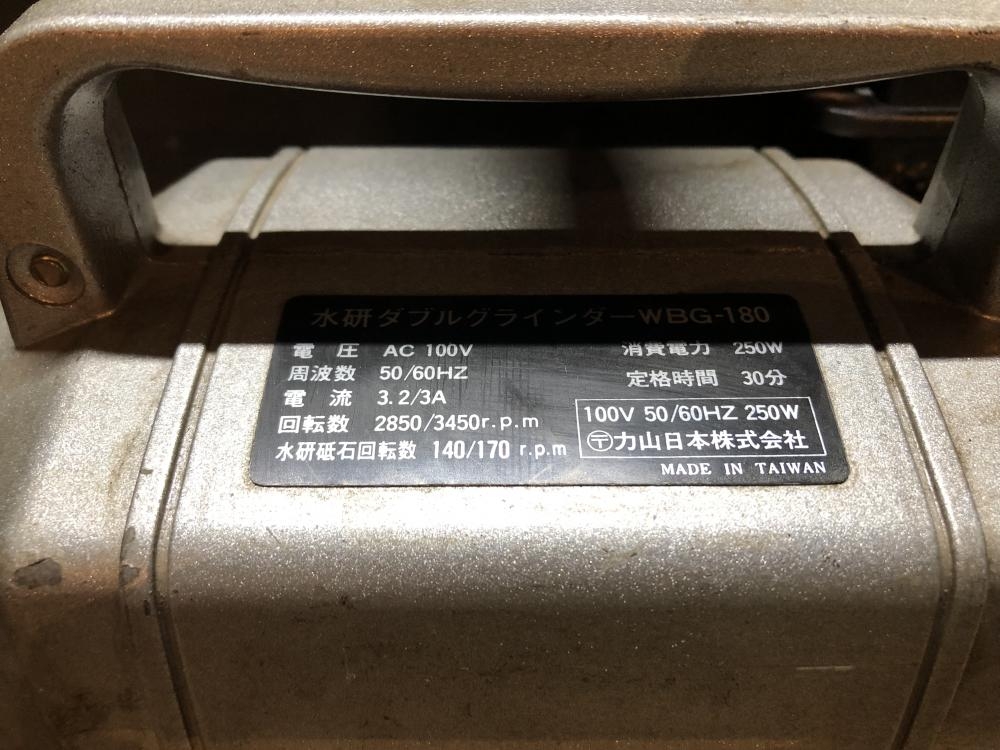 水研ダブルグラインダーWBG-180
電圧 AC 100V
消費電力 250W
周波数 50/60HZ
定格時間 30分
電流 3.2/3A
回転数 2850/3450r.p.m
水研砥石回転数 140/170 r.p.m
100V 50/60HZ 250W
〶力山日本株式会社
MADE IN TAIWAN